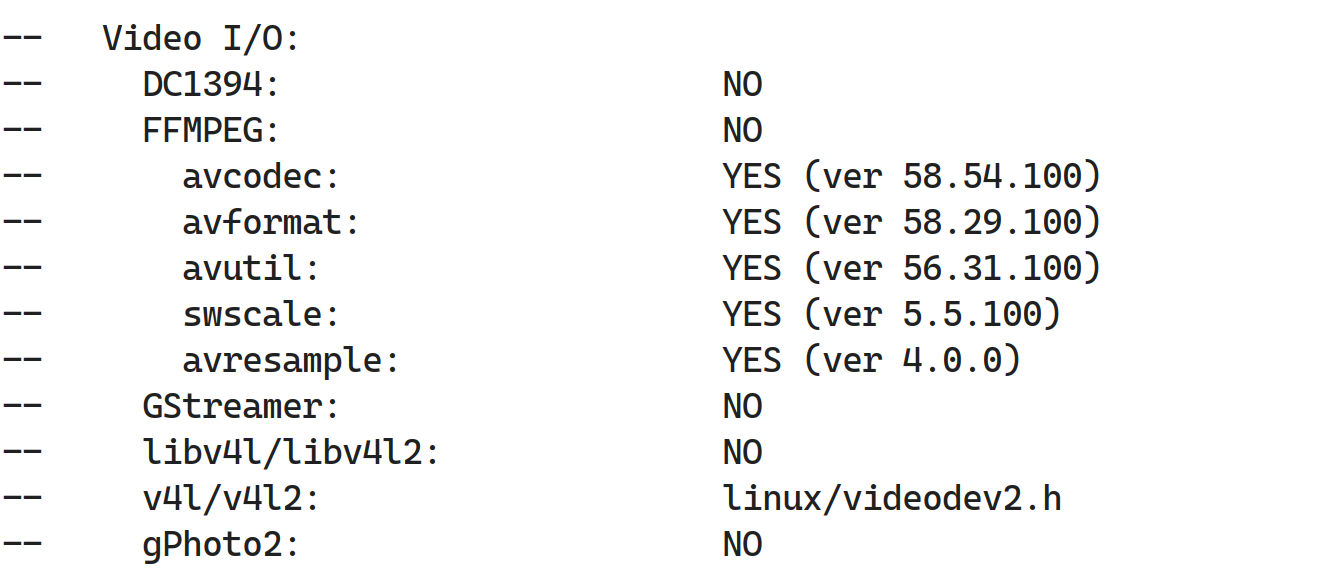 --   Video I/O:
--     DC1394:                      NO
--     FFMPEG:                      NO
--       avcodec:                   YES (ver 58.54.100)
--       avformat:                  YES (ver 58.29.100)
--       avutil:                    YES (ver 56.31.100)
--       swscale:                   YES (ver 5.5.100)
--       avresample:                YES (ver 4.0.0)
--     GStreamer:                   NO
--     libv4l/libv4l2:              NO
--     v4l/v4l2:                    linux/videodev2.h
--     gPhoto2:                     NO